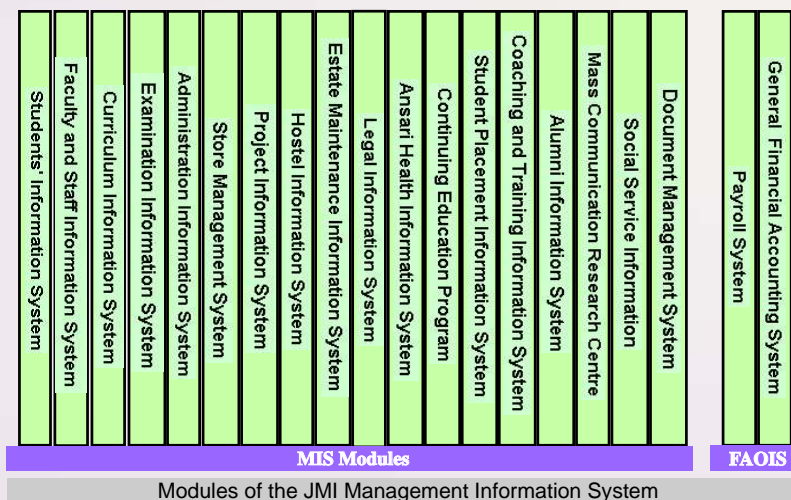 Students' Information System
Faculty and Staff Information System
Curriculum Information System
Examination Information System
Administration Information System
Store Management System
Project Information System
Hostel Information System
Estate Maintenance Information System
Legal Information System
Ansari Health Information System
Continuing Education Program
Student Placement Information System
Coaching and Training Information System
Alumni Information System
Mass Communication Research Centre
Social Service Information
Document Management System
Payroll System
General Financial Accounting System
MIS Modules
FAOIS
Modules of the JMI Management Information System